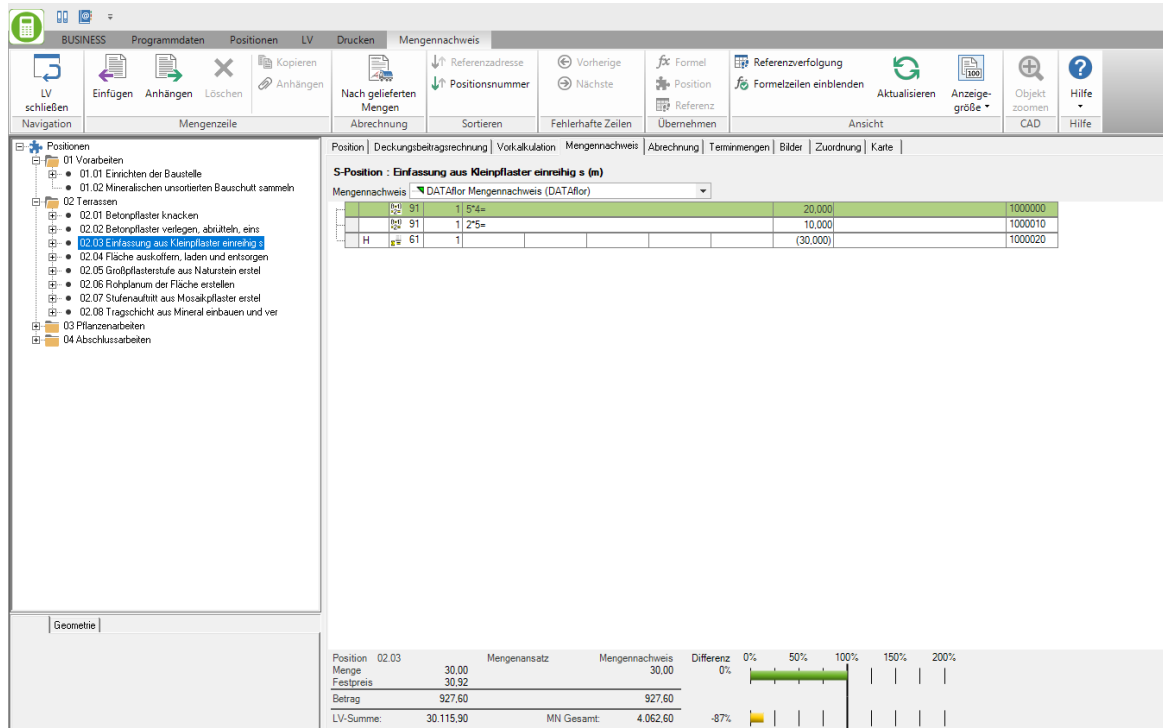 BUSINESS Programmdaten Positionen LV Drucken Mengennachweis
LV schließen
Einfügen
Anhängen
Löschen
Kopieren
Anhängen
Nach gelieferten Mengen
Referenzadresse
Positionsnummer
Vorherige
Nächste
fx Formel
Position
Referenz
Referenzverfolgung
Formelzeilen einblenden
Aktualisieren
Anzeige-
größe
Objekt zoomen
Hilfe
Navigation Mengenzeile Abrechnung Sortieren Fehlerhafte Zeilen Übernehmen Ansicht CAD Hilfe
Positionen
01 Vorarbeiten
01.01 Einrichten der Baustelle
01.02 Mineralischen unsortierten Bauschutt sammeln
02 Terrassen
02.01 Betonpflaster knacken
02.02 Betonpflaster verlegen, abrütteln, eins
02.03 Einfassung aus Kleinpflaster einreihig s
02.04 Fläche auskoffern, laden und entsorgen
02.05 Großpflasterstufe aus Naturstein erstel
02.06 Rohplanum der Fläche erstellen
02.07 Stufenauftritt aus Mosaikpflaster erstel
02.08 Tragschicht aus Mineral einbauen und ver
03 Pflanzenarbeiten
04 Abschlussarbeiten
Geometrie
Position Deckungsbeitragsrechnung Vorkalkulation Mengennachweis Abrechnung Terminmengen Bilder Zuordnung Karte
S-Position : Einfassung aus Kleinpflaster einreihig s (m)
Mengennachweis DATAflor Mengennachweis (DATAflor)
91 1 5*4= 20,000 1000000
91 1 2*5= 10,000 1000010
H 61 1 (30,000) 1000020
Position 02.03 Mengenansatz Mengennachweis Differenz 0% 50% 100% 150% 200%
Menge 30,00 30,00 0%
Festpreis 30,92
Betrag 927,60 927,60
LV-Summe: 30.115,90 MN Gesamt: 4.062,60 -87%